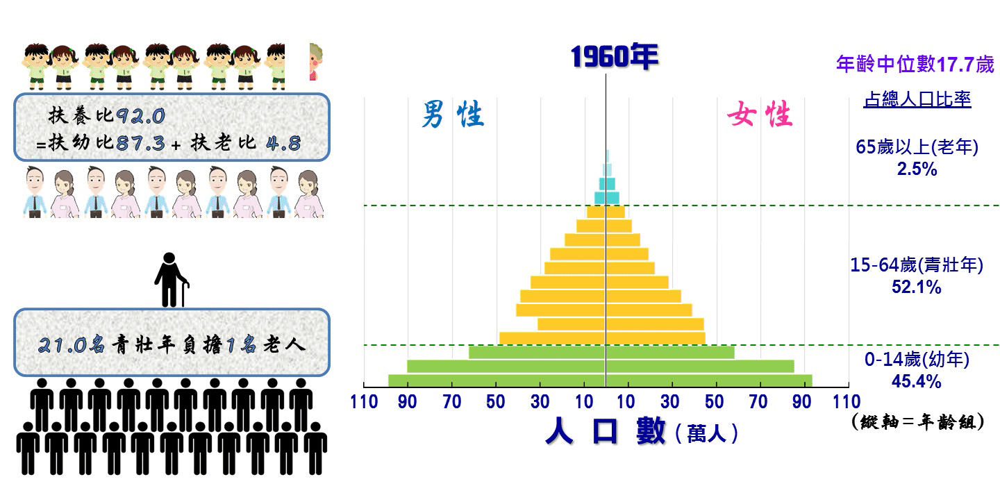 扶養比92.0
=扶幼比87.3 + 扶老比 4.8
21.0名青壯年負擔1名老人
1960年
男性
女性
110 90 70 50 30 10 10 30 50 70 90 110
人口數(萬人)
年齡中位數17.7歲
占總人口比率
65歲以上(老年)
2.5%
15-64歲(青壯年)
52.1%
0-14歲(幼年)
45.4%
(縱軸=年齡組)